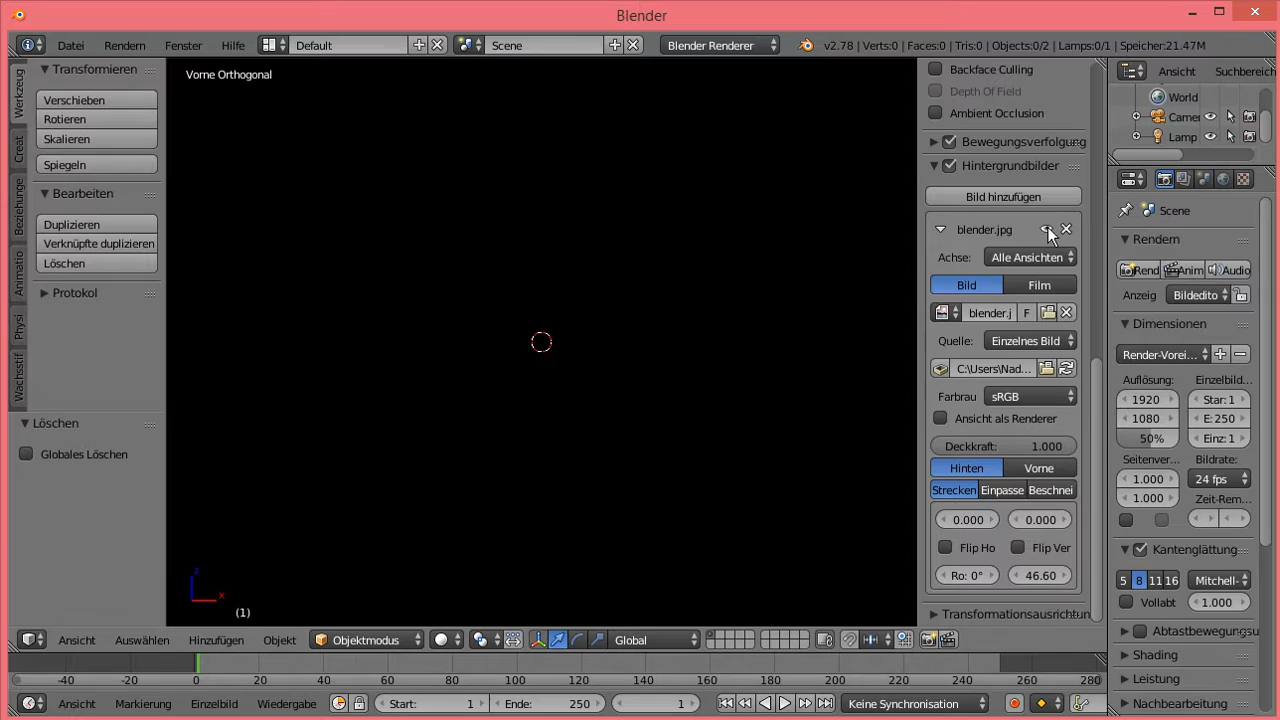 Blender
Datei Rendern Fenster Hilfe Default Scene Blender Renderer v2.78 | Verts:0 | Faces:0 | Tris:0 | Objects:0/2 | Lamps:0/1 | Speicher:21.47M
Ansicht Suchbereich
World
Camer
Lamp
Werkzeug
Creat
Beziehunge
Animatio
Physi
Wachsstif
Transformieren
Verschieben
Rotieren
Skalieren
Spiegeln
Bearbeiten
Duplizieren
Verknüpfte duplizieren
Löschen
Protokol
Löschen
Globales Löschen
Vorne Orthogonal
z
x
(1)
Backface Culling
Depth Of Field
Ambient Occlusion
Bewegungsverfolgung
Hintergrundbilder
Bild hinzufügen
blender.jpg
Achse: Alle Ansichten
Bild Film
blender.j F
Quelle: Einzelnes Bild
C:\Users\Nad...
Farbrau sRGB
Ansicht als Renderer
Deckkraft: 1.000
Hinten Vorne
Strecken Einpasse Beschnei
0.000 0.000
Flip Ho Flip Ver
Ro: 0° 46.60
Transformationsausrichtun
Scene
Rendern
Rend Anim Audio
Anzeig Bildedito
Dimensionen
Render-Vorei...
Auflösung: Einzelbild...
1920 Star: 1
1080 E: 250
50% Einz: 1
Seitenver... Bildrate:
1.000 24 fps
1.000 Zeit-Rem...
Kantenglättung
5 8 11 16 Mitchell-
Vollabt 1.000
Abtastbewegungsu
Shading
Leistung
Nachbearbeitung
Ansicht Auswählen Hinzufügen Objekt Objektmodus Global
-40 -20 0 20 40 60 80 100 120 140 160 180 200 220 240 260 280
Ansicht Markierung Einzelbild Wiedergabe Start: 1 Ende: 250 1 Keine Synchronisation